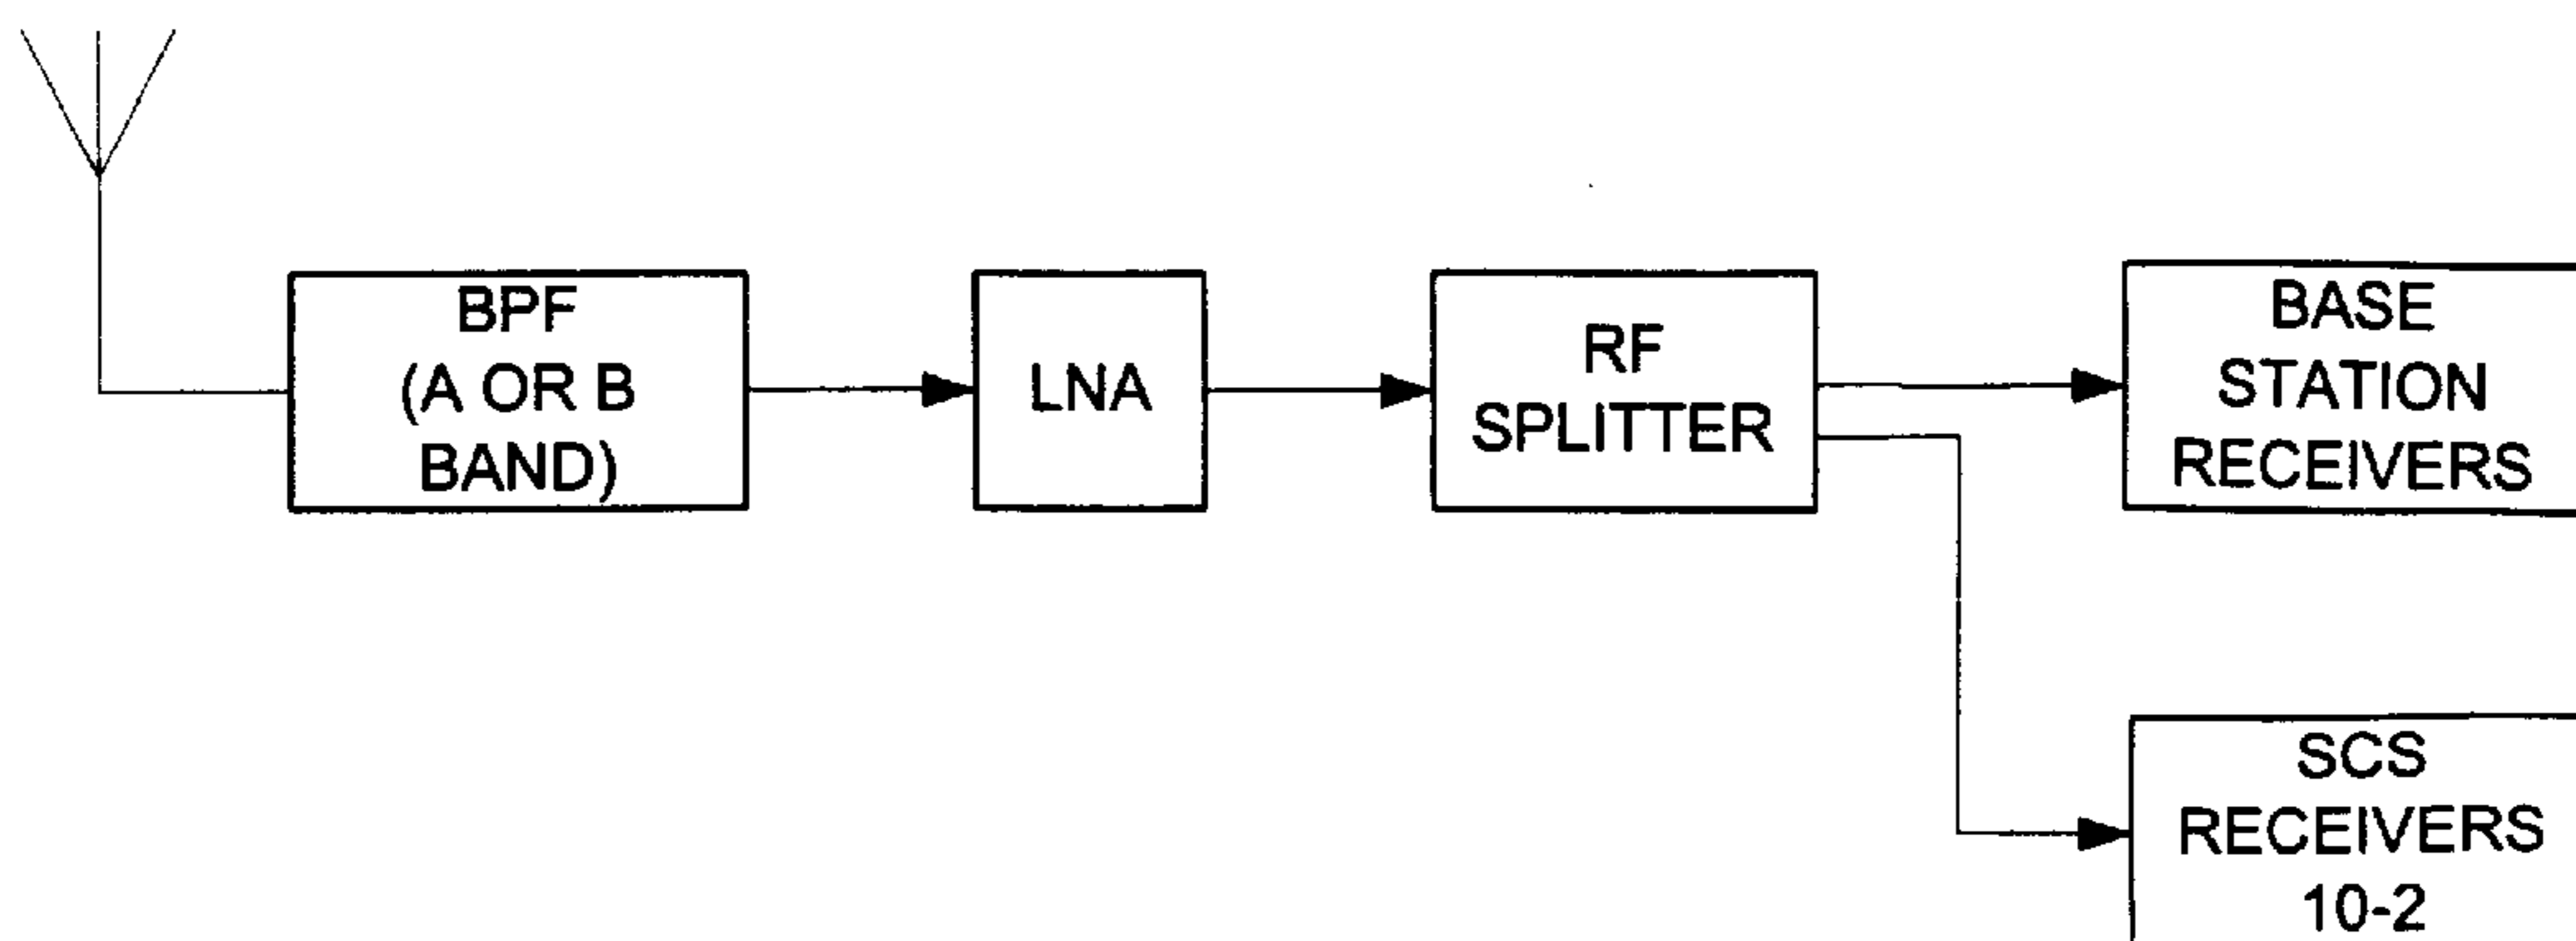 BPF
(A OR B
BAND)
LNA
RF
SPLITTER
BASE
STATION
RECEIVERS
SCS
RECEIVERS
10-2